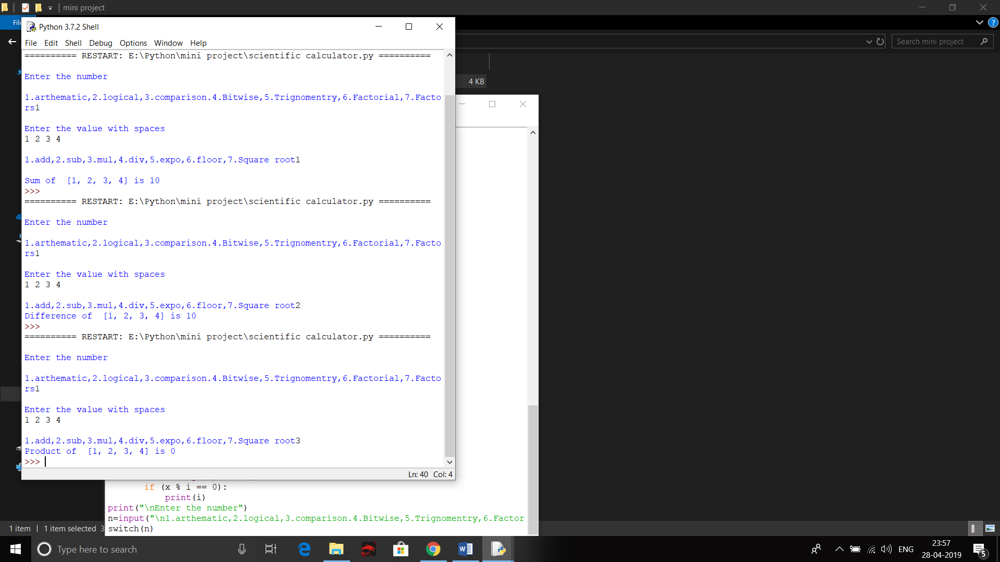 mini project
File
Python 3.7.2 Shell
File Edit Shell Debug Options Window Help
Search mini project
4 KB
========== RESTART: E:\Python\mini project\scientific calculator.py ==========
Enter the number
1.arthematic,2.logical,3.comparison.4.Bitwise,5.Trignomentry,6.Factorial,7.Facto
rs1
Enter the value with spaces
1 2 3 4
1.add,2.sub,3.mul,4.div,5.expo,6.floor,7.Square root1
Sum of  [1, 2, 3, 4] is 10
>>>
========== RESTART: E:\Python\mini project\scientific calculator.py ==========
Enter the number
1.arthematic,2.logical,3.comparison.4.Bitwise,5.Trignomentry,6.Factorial,7.Facto
rs1
Enter the value with spaces
1 2 3 4
1.add,2.sub,3.mul,4.div,5.expo,6.floor,7.Square root2
Difference of  [1, 2, 3, 4] is 10
>>>
========== RESTART: E:\Python\mini project\scientific calculator.py ==========
Enter the number
1.arthematic,2.logical,3.comparison.4.Bitwise,5.Trignomentry,6.Factorial,7.Facto
rs1
Enter the value with spaces
1 2 3 4
1.add,2.sub,3.mul,4.div,5.expo,6.floor,7.Square root3
Product of  [1, 2, 3, 4] is 0
>>>
Ln: 40 Col: 4
if (x % i == 0):
print(i)
print("\nEnter the number")
n=input("\n1.arthematic,2.logical,3.comparison.4.Bitwise,5.Trignomentry,6.Factor
switch(n)
1 item 1 item selected 3
Type here to search
ENG
23:57
28-04-2019
5